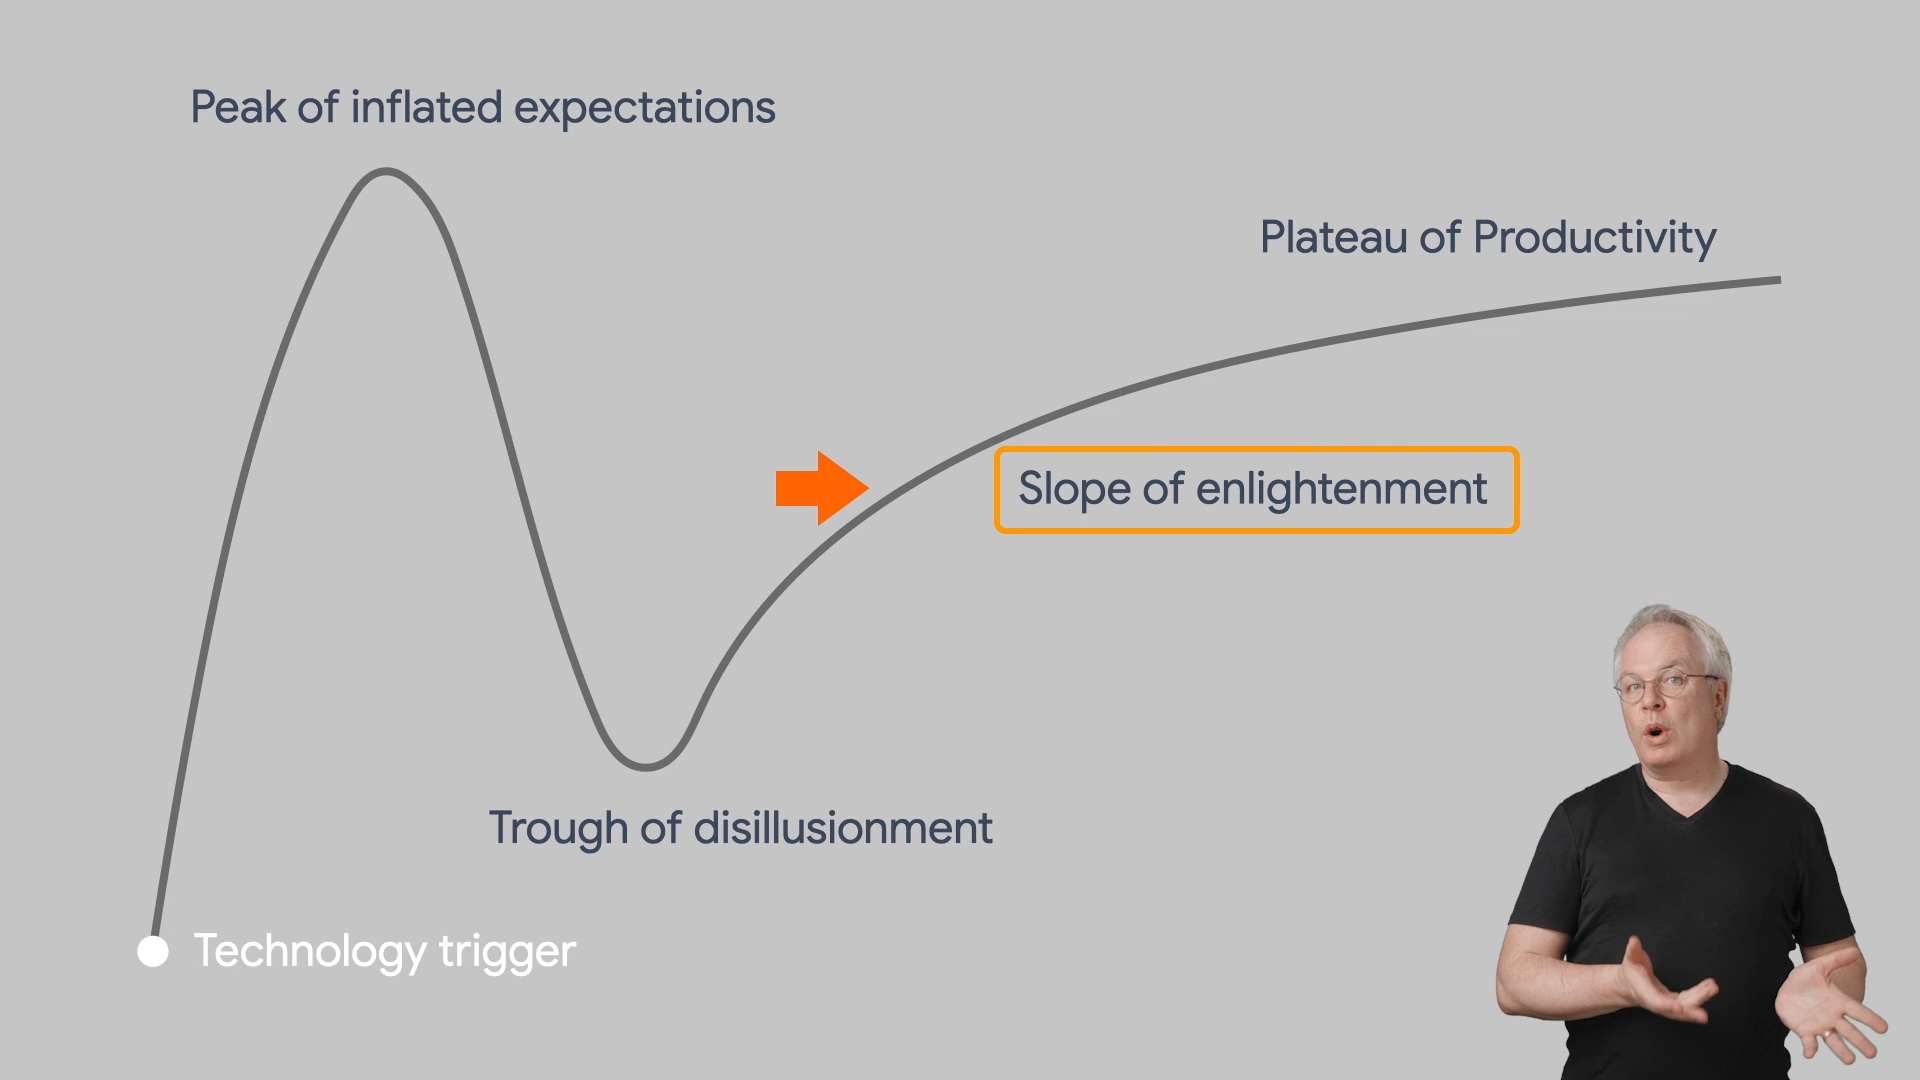 Peak of inflated expectations
Plateau of Productivity
Slope of enlightenment
Trough of disillusionment
Technology trigger